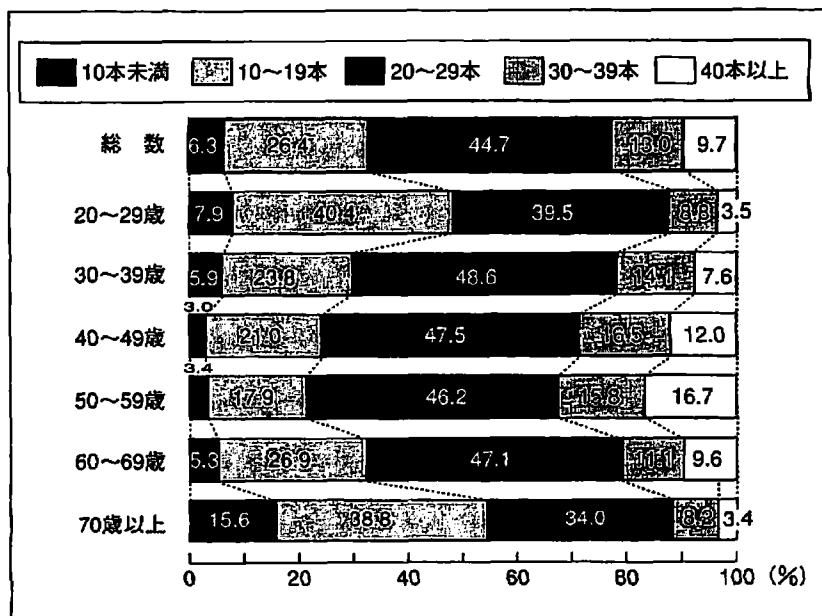 10本未満 10～19本 20～29本 30～39本 40本以上
総数 6.3 26.4 44.7 13.0 9.7
20～29歳 7.9 40.4 39.5 8.8 3.5
30～39歳 5.9 23.8 48.6 14.1 7.6
3.0
40～49歳 21.0 47.5 16.5 12.0
3.4
50～59歳 17.9 46.2 15.8 16.7
60～69歳 5.3 26.9 47.1 11.1 9.6
70歳以上 15.6 38.8 34.0 8.2 3.4
0 20 40 60 80 100 (%)